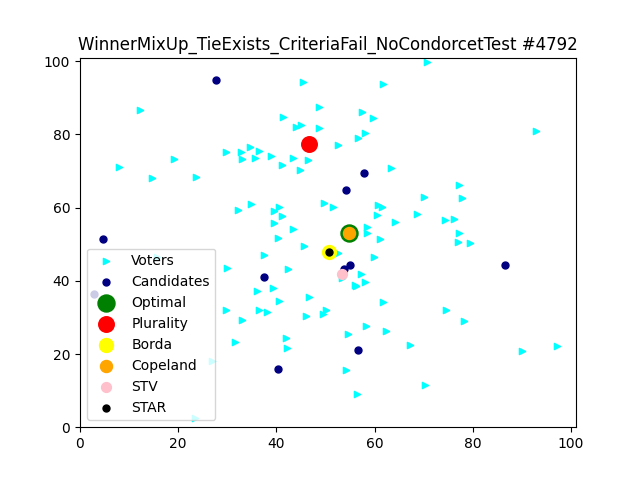 WinnerMixUp_TieExists_CriteriaFail_NoCondorcetTest #4792
100
80
60
40
20
0
Voters
Candidates
Optimal
Plurality
Borda
Copeland
STV
STAR
0 20 40 60 80 100